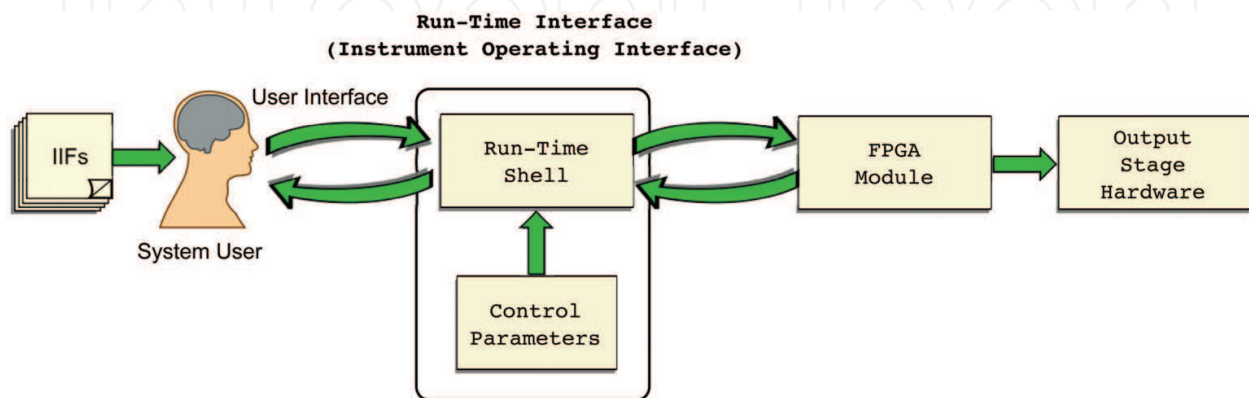 Run-Time Interface
(Instrument Operating Interface)
User Interface
IIFs
System User
Run-Time
Shell
Control
Parameters
FPGA
Module
Output
Stage
Hardware